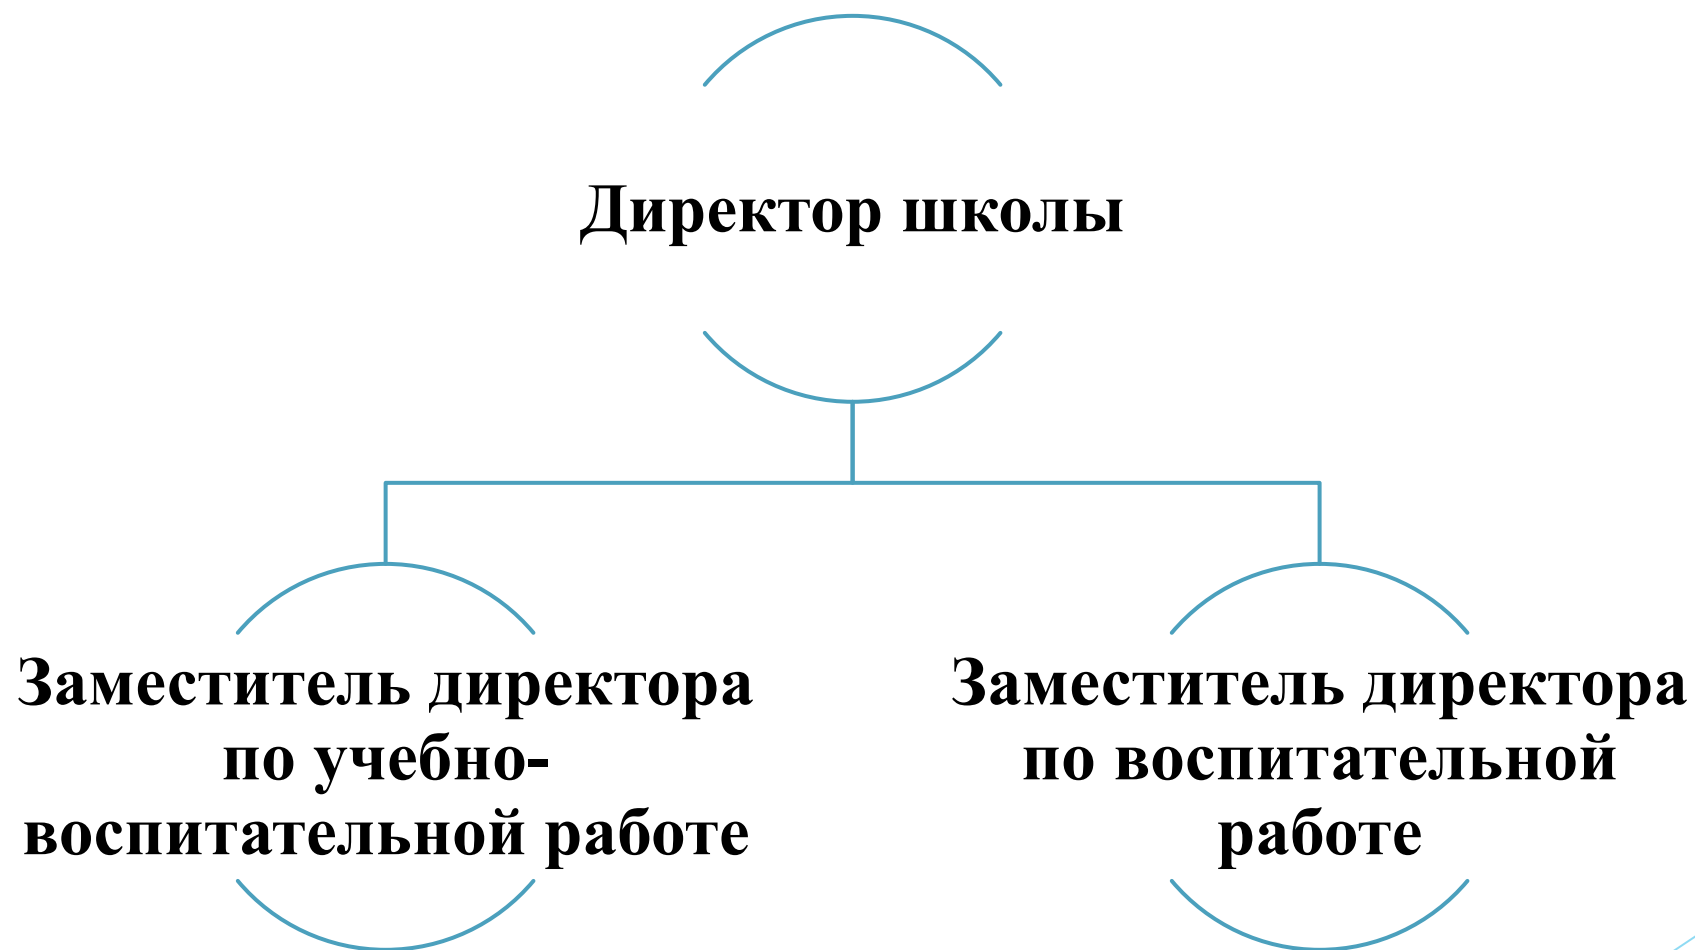 Директор школы
Заместитель директора
по учебно-
воспитательной работе
Заместитель директора
по воспитательной
работе